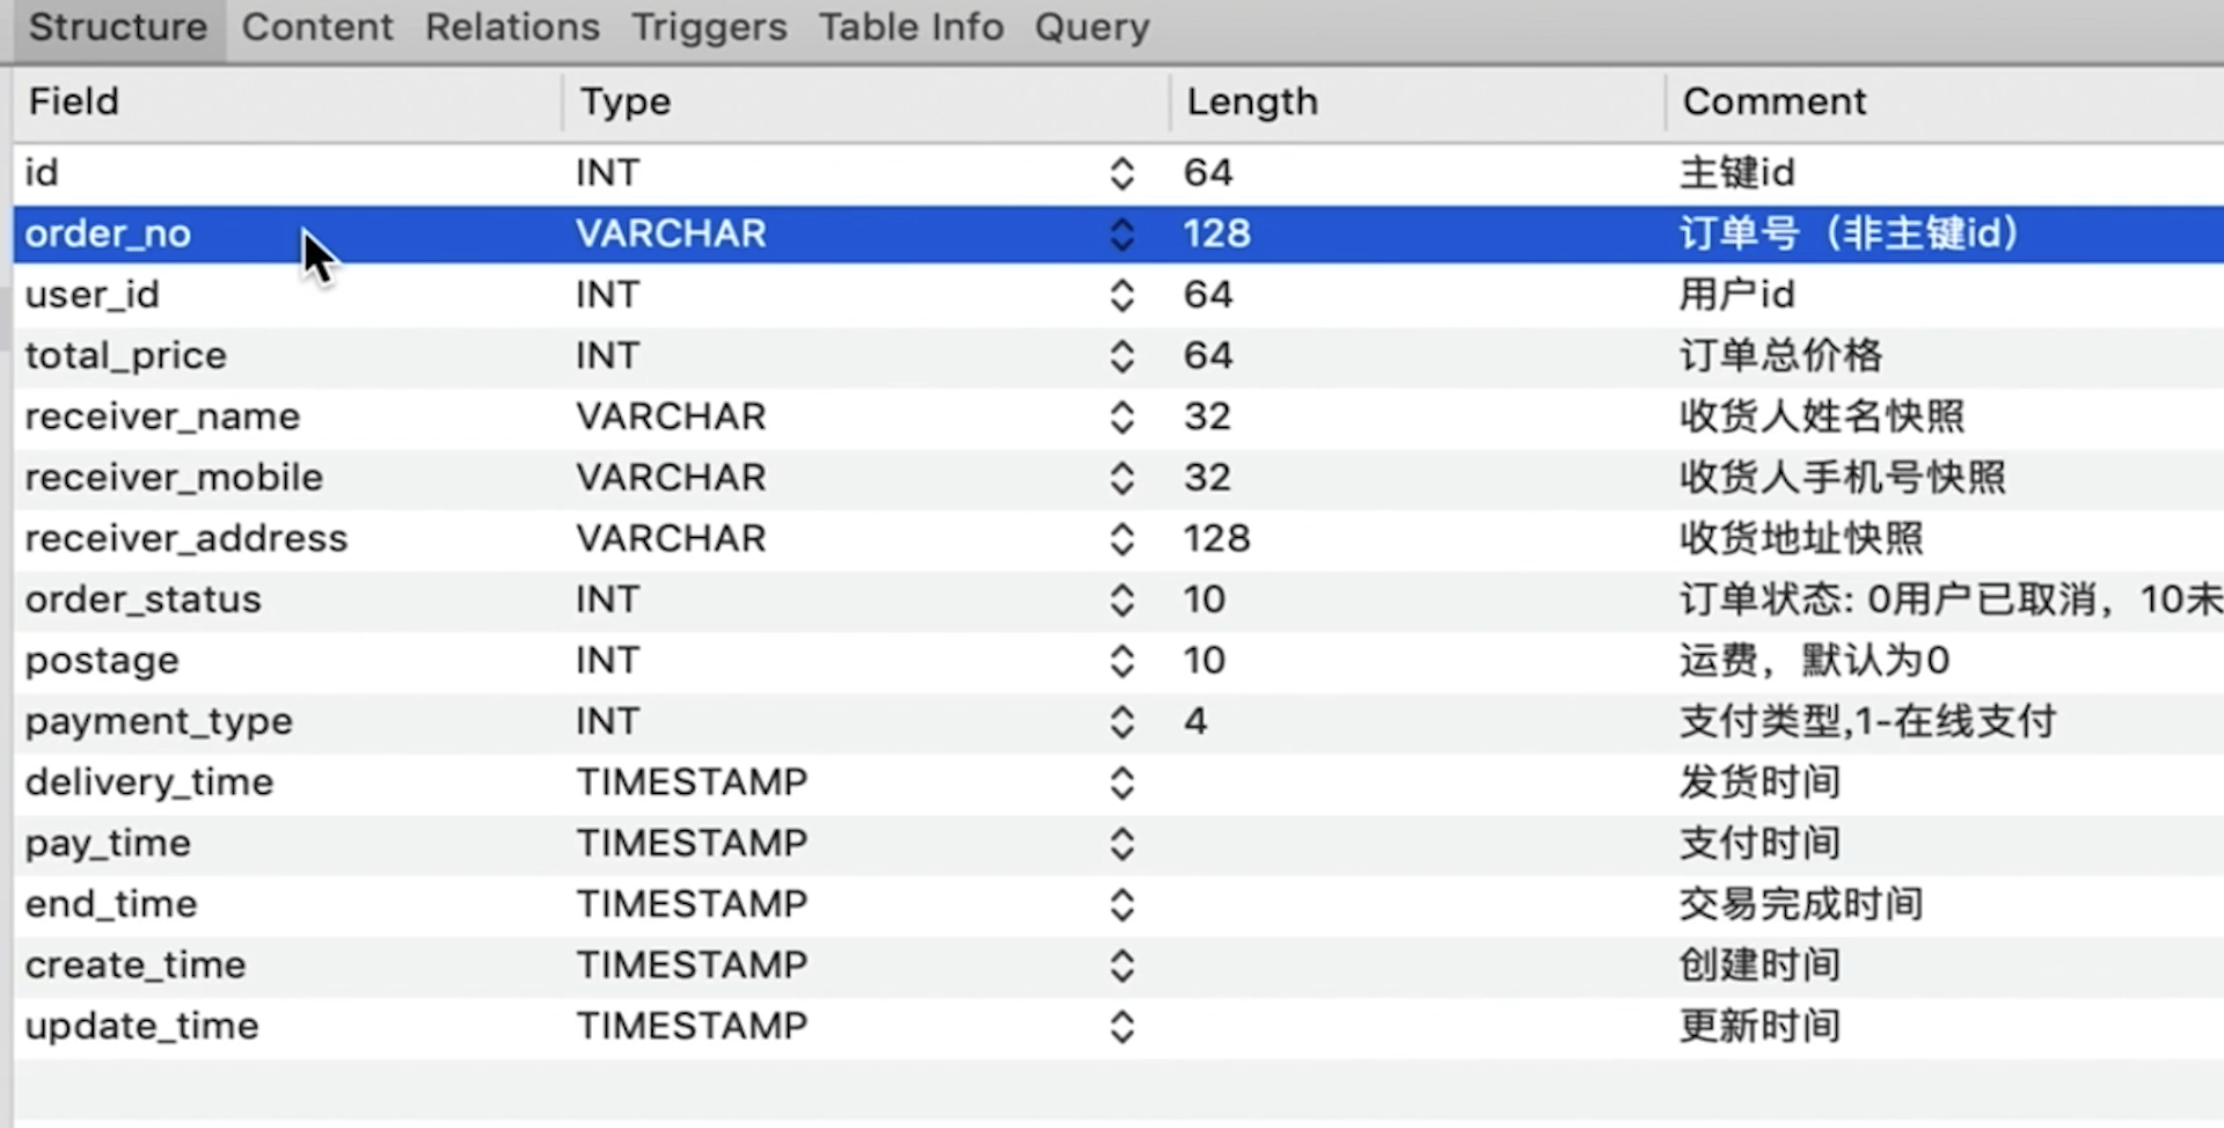 Structure Content Relations Triggers Table Info Query
Field Type Length Comment
id INT 64 主键id
order_no VARCHAR 128 订单号（非主键id）
user_id INT 64 用户id
total_price INT 64 订单总价格
receiver_name VARCHAR 32 收货人姓名快照
receiver_mobile VARCHAR 32 收货人手机号快照
receiver_address VARCHAR 128 收货地址快照
order_status INT 10 订单状态: 0用户已取消，10未
postage INT 10 运费，默认为0
payment_type INT 4 支付类型,1-在线支付
delivery_time TIMESTAMP 发货时间
pay_time TIMESTAMP 支付时间
end_time TIMESTAMP 交易完成时间
create_time TIMESTAMP 创建时间
update_time TIMESTAMP 更新时间